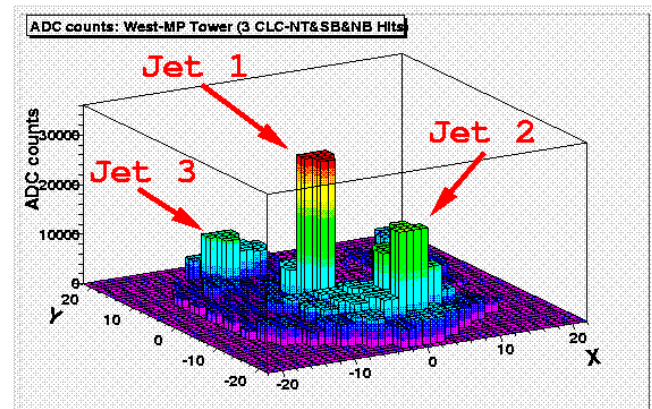 ADC counts: West-MP Tower (3 CLC-NT&SB&NB Hits)
Jet 1
Jet 2
Jet 3
ADC counts
30000
20000
10000
0
20
10
0
-10
-20
Y
-20
-10
0
10
20
X